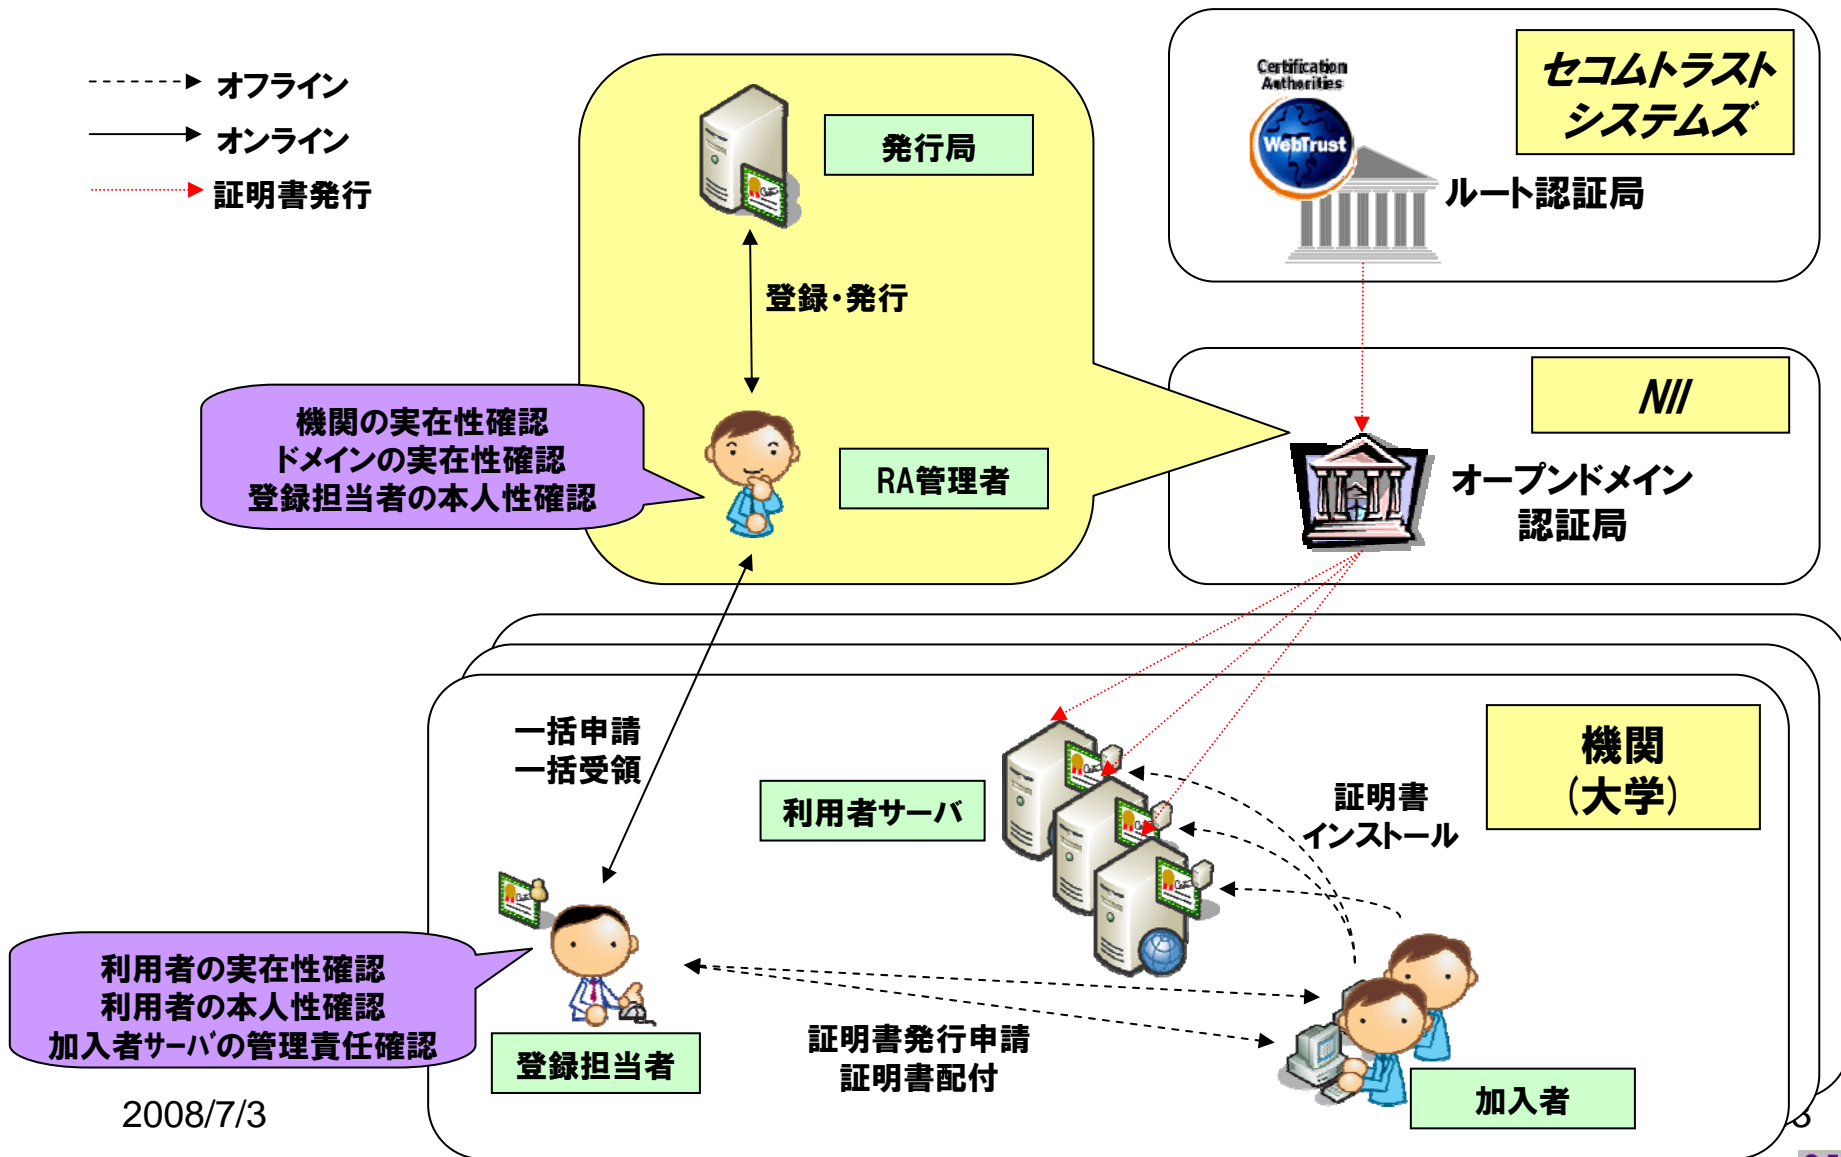 オフライン
オンライン
証明書発行
発行局
登録・発行
機関の実在性確認
ドメインの実在性確認
登録担当者の本人性確認
RA管理者
Certification
Authorities
WebTrust
セコムトラスト
システムズ
ルート認証局
NII
オープンドメイン
認証局
一括申請
一括受領
利用者サーバ
証明書
インストール
機関
(大学)
利用者の実在性確認
利用者の本人性確認
加入者サーバの管理責任確認
登録担当者
証明書発行申請
証明書配付
加入者
2008/7/3